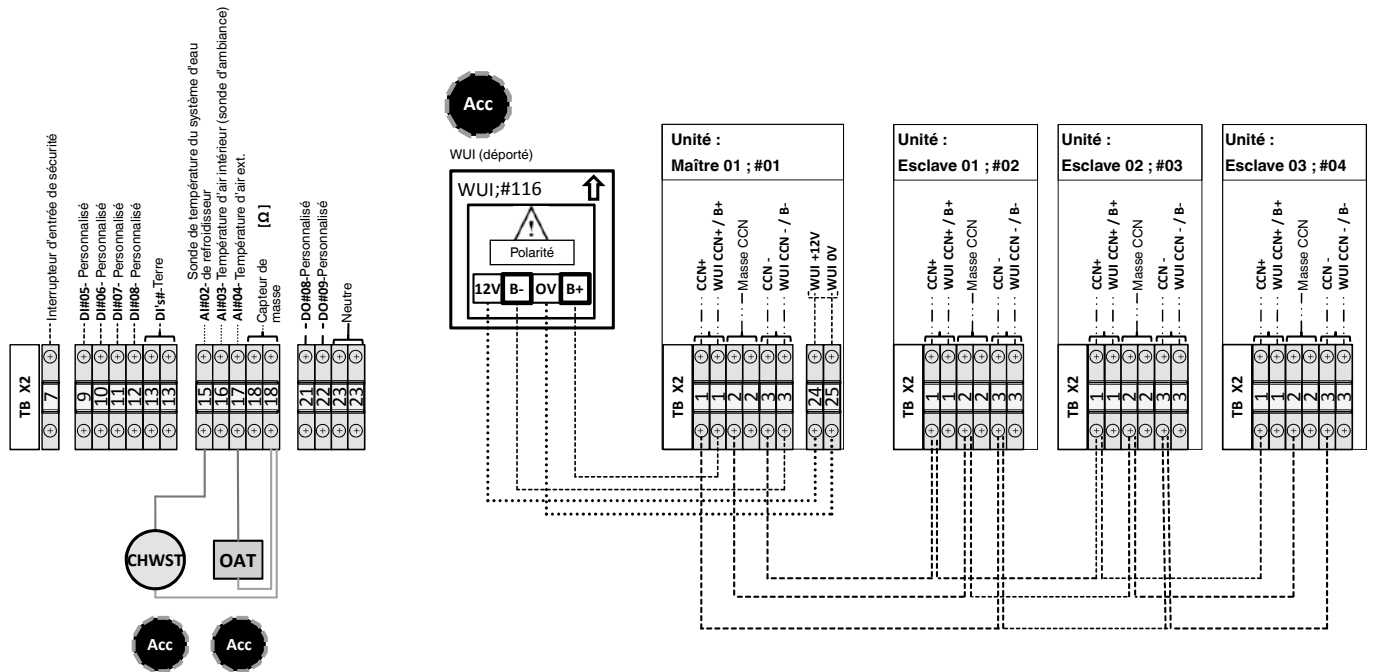 TB X2
7
Interrupteur d'entrée de sécurité
9
DI#05- Personnalisé
10
DI#06- Personnalisé
11
DI#07- Personnalisé
12
DI#08- Personnalisé
13
13
DI's#-Terre
15
Sonde de température du système d'eau
AI#02- de refroidisseur
16
AI#03- Température d'air intérieur (sonde d'ambiance)
17
AI#04- Température d'air ext.
18
18
Capteur de
masse
[Ω]
21
DO#08-Personnalisé
22
DO#09-Personnalisé
23
23
Neutre
CHWST
OAT
Acc
Acc
Acc
WUI (déporté)
WUI;#116
!
Polarité
12V
B-
0V
B+
Unité :
Maître 01 ; #01
CCN+
WUI CCN+ / B+
Masse CCN
CCN -
WUI CCN - / B-
WUI +12V
WUI 0V
TB X2
1
1
2
2
3
3
24
25
Unité :
Esclave 01 ; #02
CCN+
WUI CCN+ / B+
Masse CCN
CCN -
WUI CCN - / B-
TB X2
1
1
2
2
3
3
Unité :
Esclave 02 ; #03
CCN+
WUI CCN+ / B+
Masse CCN
CCN -
WUI CCN - / B-
TB X2
1
1
2
2
3
3
Unité :
Esclave 03 ; #04
CCN+
WUI CCN+ / B+
Masse CCN
CCN -
WUI CCN - / B-
TB X2
1
1
2
2
3
3